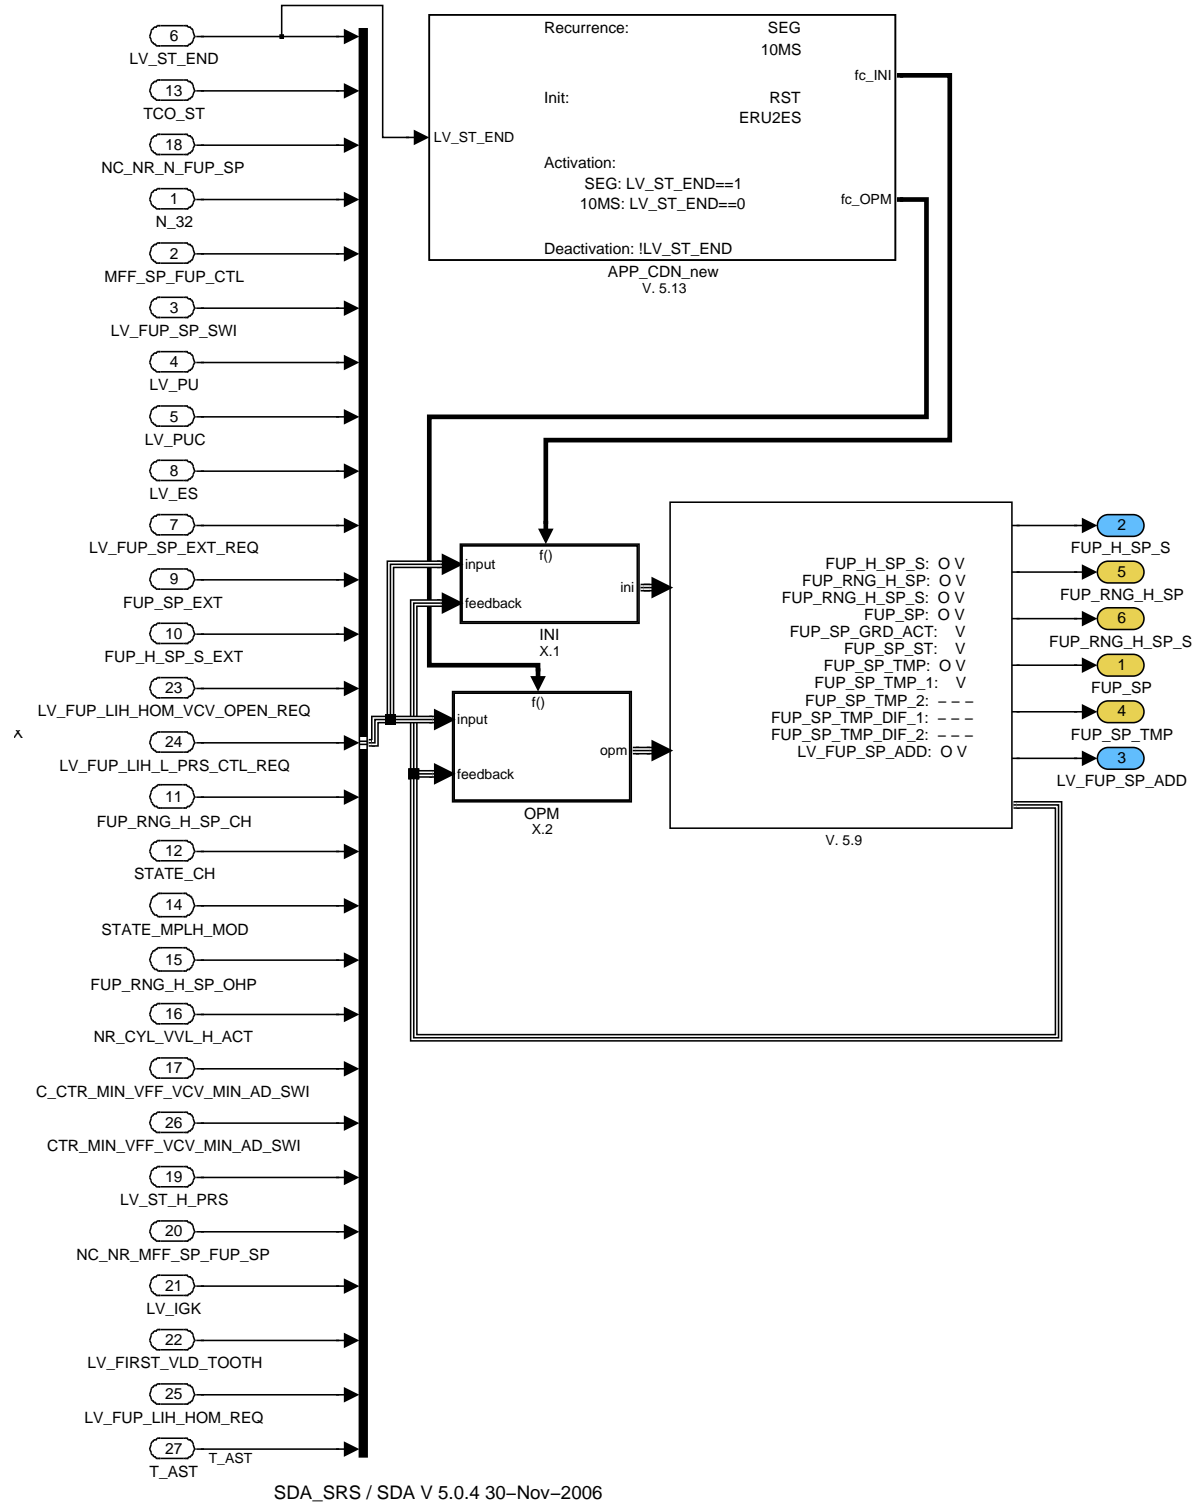 6
LV_ST_END
13
TCO_ST
18
NC_NR_N_FUP_SP
1
N_32
2
MFF_SP_FUP_CTL
3
LV_FUP_SP_SWI
4
LV_PU
5
LV_PUC
8
LV_ES
7
LV_FUP_SP_EXT_REQ
9
FUP_SP_EXT
10
FUP_H_SP_S_EXT
23
LV_FUP_LIH_HOM_VCV_OPEN_REQ
24
LV_FUP_LIH_L_PRS_CTL_REQ
11
FUP_RNG_H_SP_CH
12
STATE_CH
14
STATE_MPLH_MOD
15
FUP_RNG_H_SP_OHP
16
NR_CYL_VVL_H_ACT
17
C_CTR_MIN_VFF_VCV_MIN_AD_SWI
26
CTR_MIN_VFF_VCV_MIN_AD_SWI
19
LV_ST_H_PRS
20
NC_NR_MFF_SP_FUP_SP
21
LV_IGK
22
LV_FIRST_VLD_TOOTH
25
LV_FUP_LIH_HOM_REQ
27
T_AST
T_AST
x
Recurrence: SEG
10MS
fc_INI
Init: RST
ERU2ES
LV_ST_END
Activation:
SEG: LV_ST_END==1
10MS: LV_ST_END==0
fc_OPM
Deactivation: !LV_ST_END
APP_CDN_new
V. 5.13
f()
input
ini
feedback
INI
X.1
f()
input
opm
feedback
OPM
X.2
FUP_H_SP_S: O V
FUP_RNG_H_SP: O V
FUP_RNG_H_SP_S: O V
FUP_SP: O V
FUP_SP_GRD_ACT: V
FUP_SP_ST: V
FUP_SP_TMP: O V
FUP_SP_TMP_1: V
FUP_SP_TMP_2: − − −
FUP_SP_TMP_DIF_1: − − −
FUP_SP_TMP_DIF_2: − − −
LV_FUP_SP_ADD: O V
V. 5.9
2
FUP_H_SP_S
5
FUP_RNG_H_SP
6
FUP_RNG_H_SP_S
1
FUP_SP
4
FUP_SP_TMP
3
LV_FUP_SP_ADD
SDA_SRS / SDA V 5.0.4 30−Nov−2006